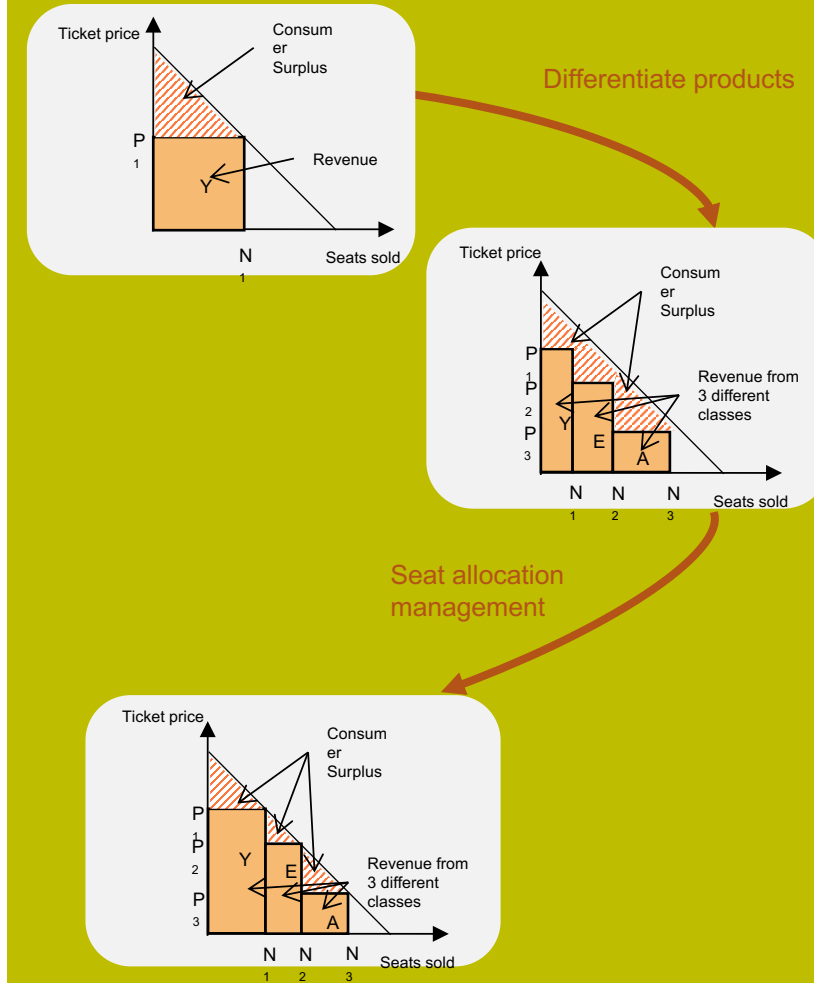 Ticket price
Consum
er
Surplus
Differentiate products
P
1
Revenue
Y
N
1
Seats sold
Ticket price
Consum
er
Surplus
P
1
P
2
P
3
Revenue from
3 different
classes
Y
E
A
N
1
N
2
N
3
Seats sold
Seat allocation
management
Ticket price
Consum
er
Surplus
P
1
P
2
P
3
Y
E
A
Revenue from
3 different
classes
N
1
N
2
N
3
Seats sold